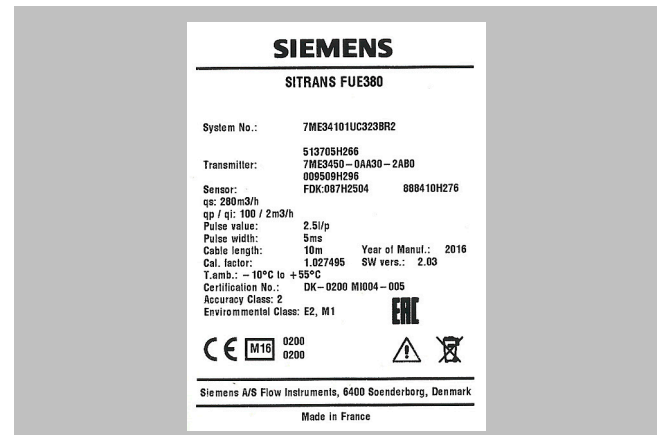 SIEMENS
SITRANS FUE380
System No.: 7ME34101UC323BR2
513705H266
Transmitter: 7ME3450-0AA30-2AB0
009509H296
Sensor: FDK:087H2504 888410H276
qs: 280m3/h
qp / qi: 100 / 2m3/h
Pulse value: 2.5l/p
Pulse width: 5ms
Cable length: 10m Year of Manuf.: 2016
Cal. factor: 1.027495 SW vers.: 2.03
T.amb.: -10°C to +55°C
Certification No.: DK-0200 MI004-005
Accuracy Class: 2
Envirommental Class: E2, M1
EAC
CE M16 0200
0200
Siemens A/S Flow Instruments, 6400 Soenderborg, Denmark
Made in France